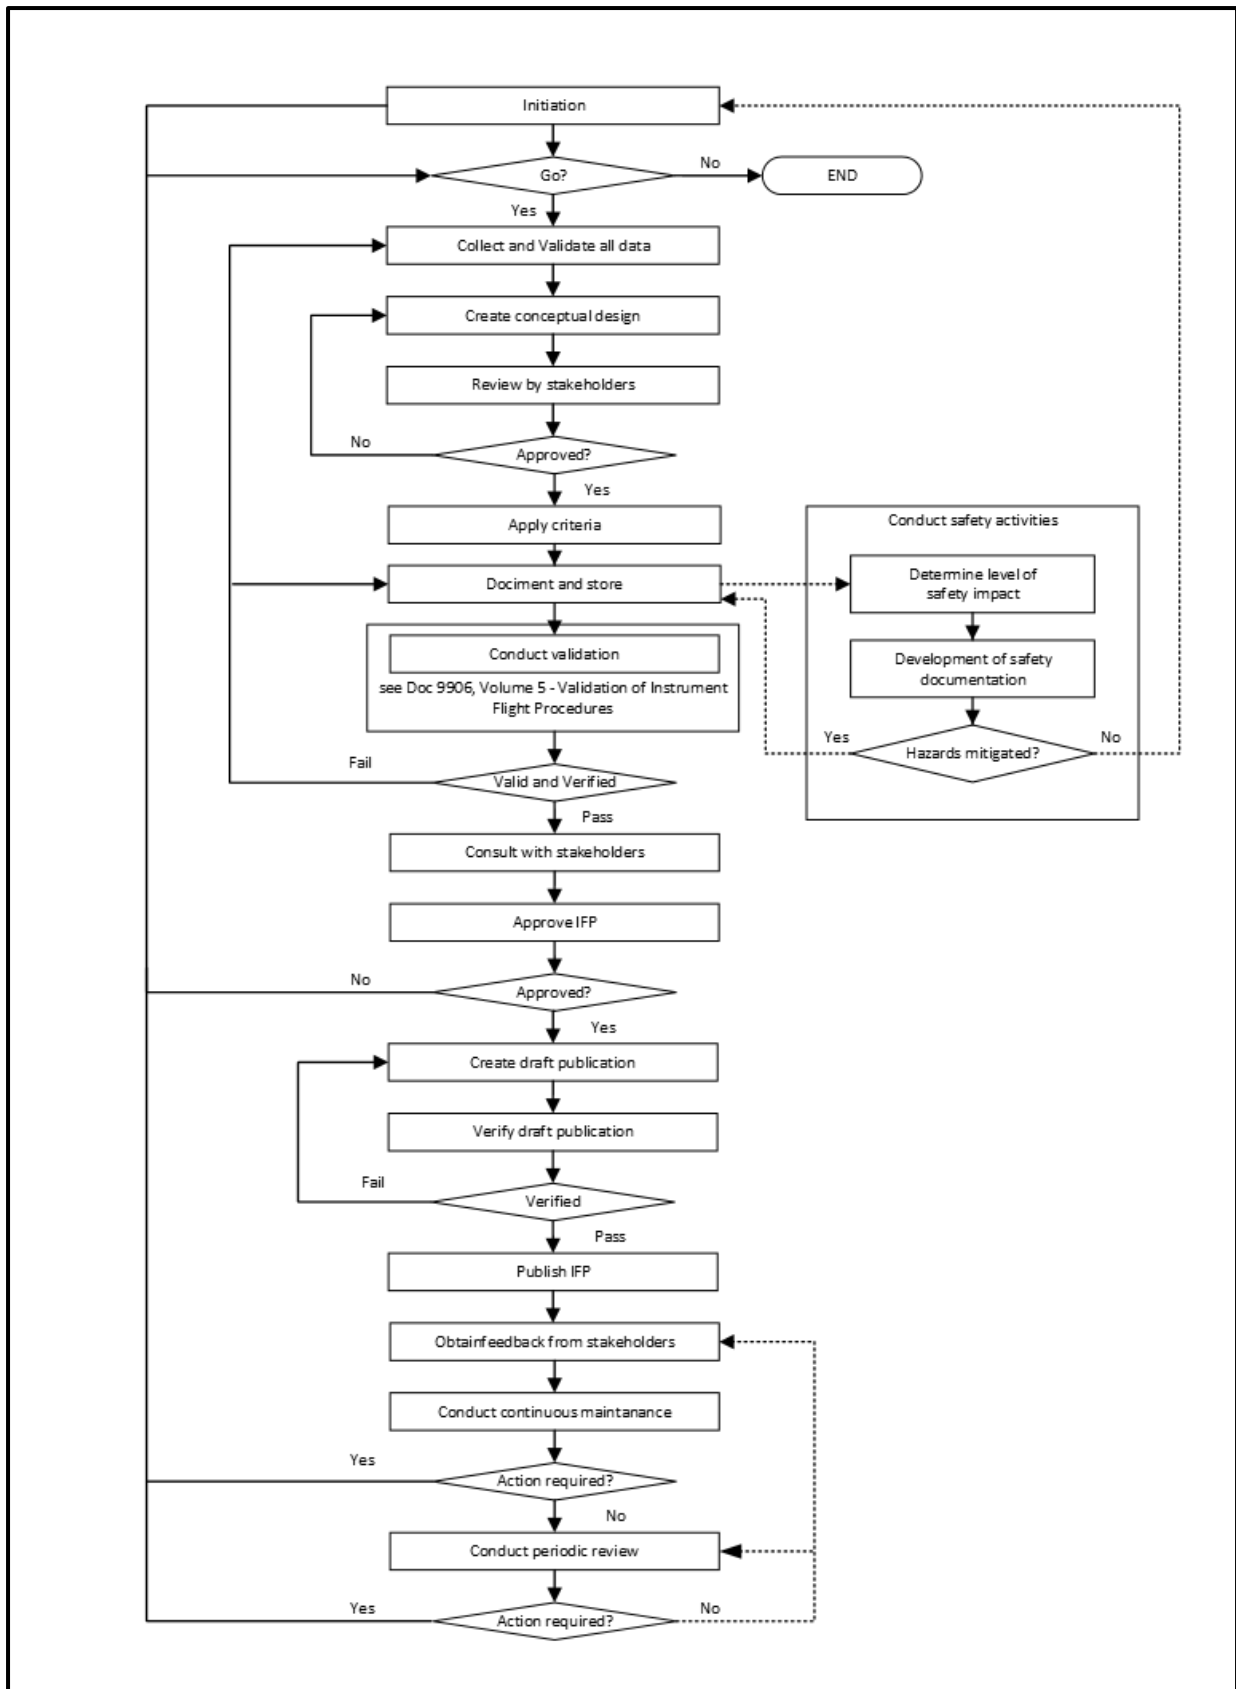 Initiation
Go?
No
END
Yes
Collect and Validate all data
Create conceptual design
Review by stakeholders
No
Approved?
Yes
Apply criteria
Dociment and store
Conduct safety activities
Determine level of
safety impact
Development of safety
documentation
Yes
Hazards mitigated?
No
Conduct validation
see Doc 9906, Volume 5 - Validation of Instrument
Flight Procedures
Fail
Valid and Verified
Pass
Consult with stakeholders
Approve IFP
No
Approved?
Yes
Create draft publication
Verify draft publication
Fail
Verified
Pass
Publish IFP
Obtainfeedback from stakeholders
Conduct continuous maintanance
Yes
Action required?
No
Conduct periodic review
Yes
Action required?
No